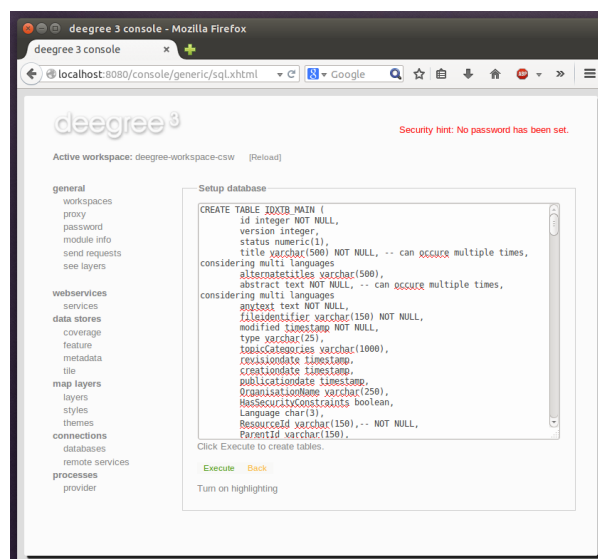 deegree 3 console - Mozilla Firefox
deegree 3 console
localhost:8080/console/generic/sql.xhtml
Google
deegree 3
Security hint: No password has been set.
Active workspace: deegree-workspace-csw [Reload]
general
workspaces
proxy
password
module info
send requests
see layers
webservices
services
data stores
coverage
feature
metadata
tile
map layers
layers
styles
themes
connections
databases
remote services
processes
provider
Setup database
CREATE TABLE IDXTB_MAIN (
id integer NOT NULL,
version integer,
status numeric(1),
title varchar(500) NOT NULL, -- can occure multiple times,
considering multi languages
alternatetitles varchar(500),
abstract text NOT NULL, -- can occure multiple times,
considering multi languages
anytext text NOT NULL,
fileidentifier varchar(150) NOT NULL,
modified timestamp NOT NULL,
type varchar(25),
topicCategories varchar(1000),
revisiondate timestamp,
creationdate timestamp,
publicationdate timestamp,
OrganisationName varchar(250),
HasSecurityConstraints boolean,
Language char(3),
ResourceId varchar(150),-- NOT NULL,
ParentId varchar(150),
Click Execute to create tables.
Execute Back
Turn on highlighting